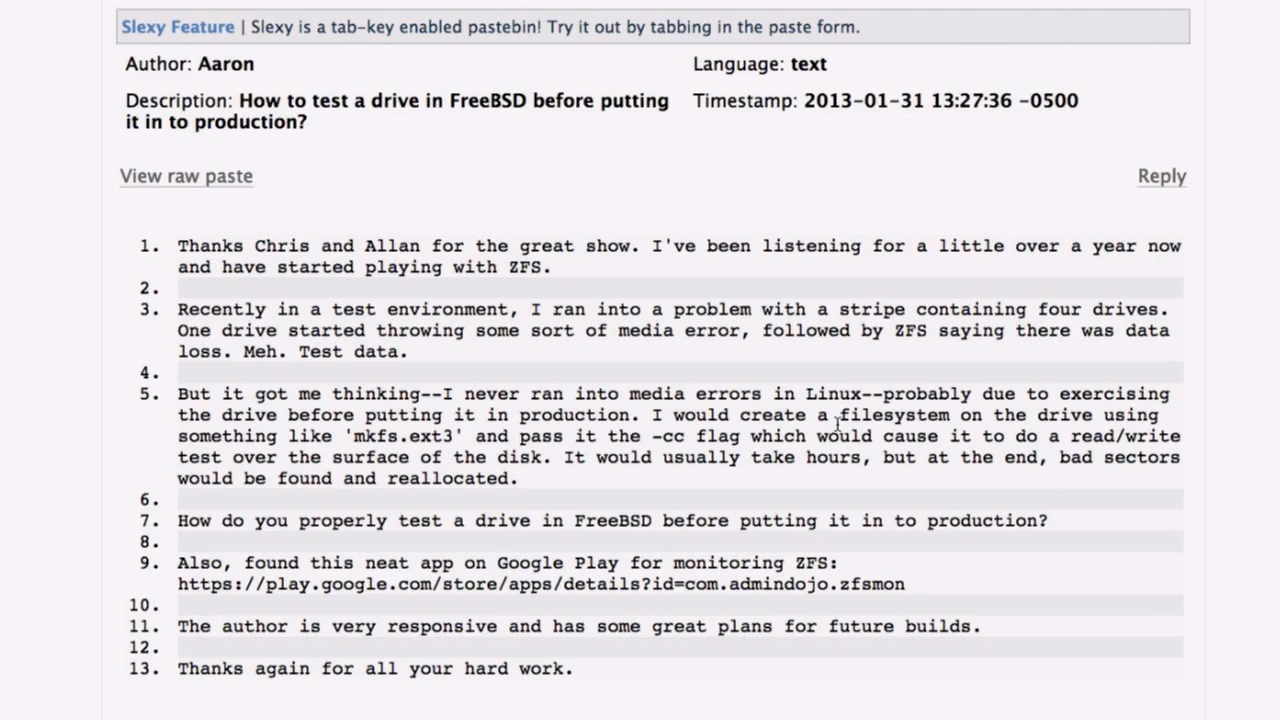 Slexy Feature | Slexy is a tab-key enabled pastebin! Try it out by tabbing in the paste form.
Author: Aaron
Language: text
Description: How to test a drive in FreeBSD before putting
it in to production?
Timestamp: 2013-01-31 13:27:36 -0500
View raw paste
Reply
1. Thanks Chris and Allan for the great show. I've been listening for a little over a year now
and have started playing with ZFS.
2.
3. Recently in a test environment, I ran into a problem with a stripe containing four drives.
One drive started throwing some sort of media error, followed by ZFS saying there was data
loss. Meh. Test data.
4.
5. But it got me thinking--I never ran into media errors in Linux--probably due to exercising
the drive before putting it in production. I would create a filesystem on the drive using
something like 'mkfs.ext3' and pass it the -cc flag which would cause it to do a read/write
test over the surface of the disk. It would usually take hours, but at the end, bad sectors
would be found and reallocated.
6.
7. How do you properly test a drive in FreeBSD before putting it in to production?
8.
9. Also, found this neat app on Google Play for monitoring ZFS:
https://play.google.com/store/apps/details?id=com.admindojo.zfsmon
10.
11. The author is very responsive and has some great plans for future builds.
12.
13. Thanks again for all your hard work.